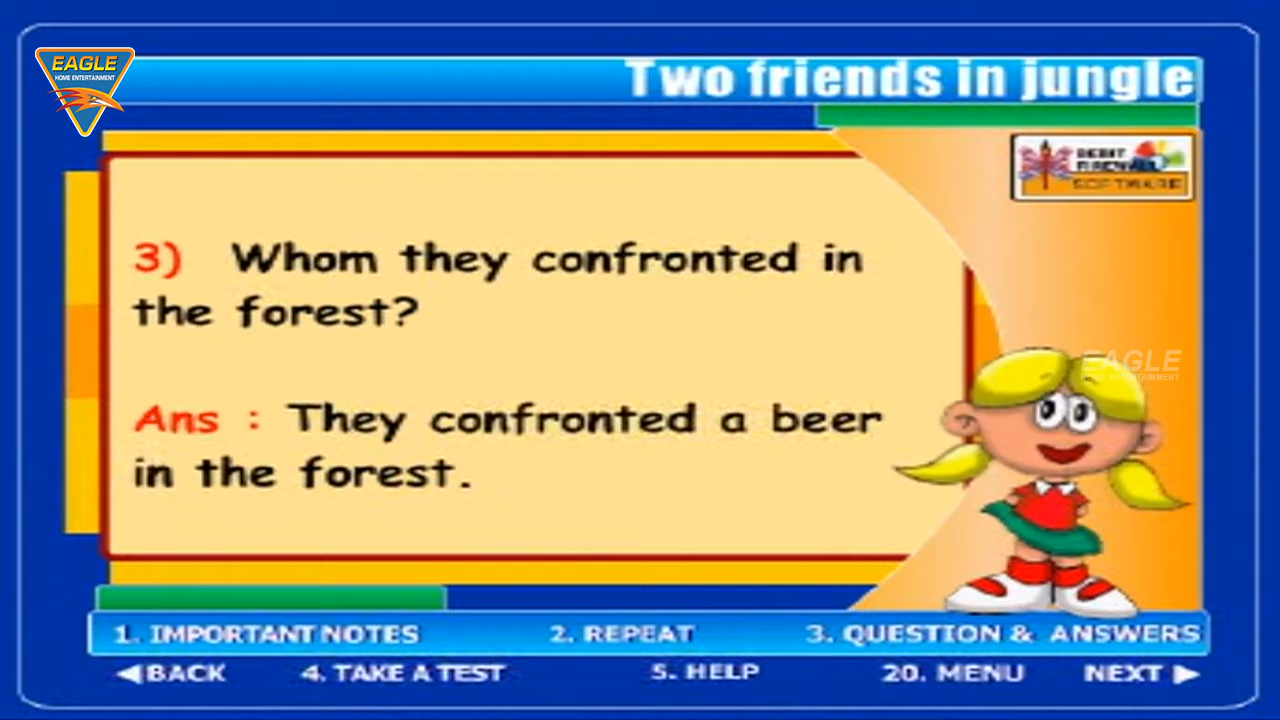 EAGLE
HOME ENTERTAINMENT
Two friends in jungle
SOFTWARE
3) Whom they confronted in
the forest?
EAGLE
HOME ENTERTAINMENT
Ans : They confronted a beer
in the forest.
1. IMPORTANT NOTES 2. REPEAT 3. QUESTION & ANSWERS
◀BACK 4. TAKE A TEST 5. HELP 20. MENU NEXT ▶